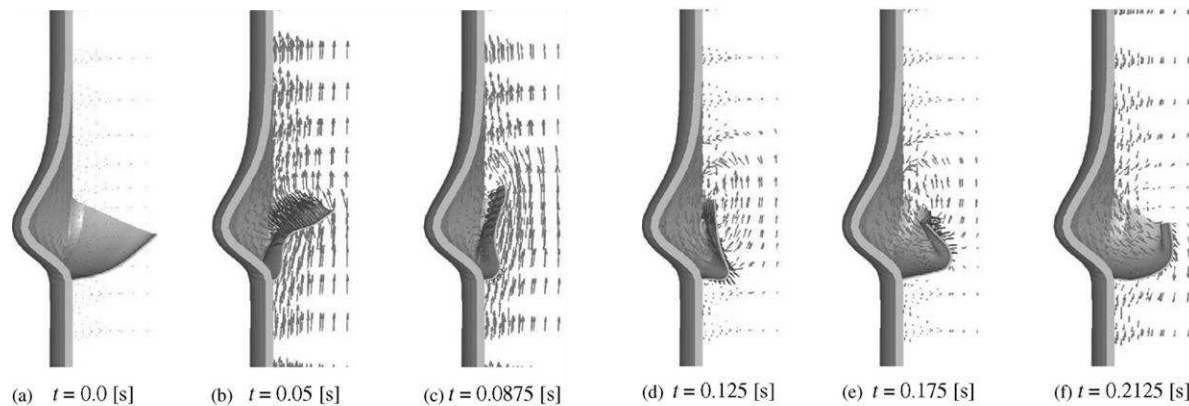 (a) t = 0.0 [s] (b) t = 0.05 [s] (c) t = 0.0875 [s] (d) t = 0.125 [s] (e) t = 0.175 [s] (f) t = 0.2125 [s]